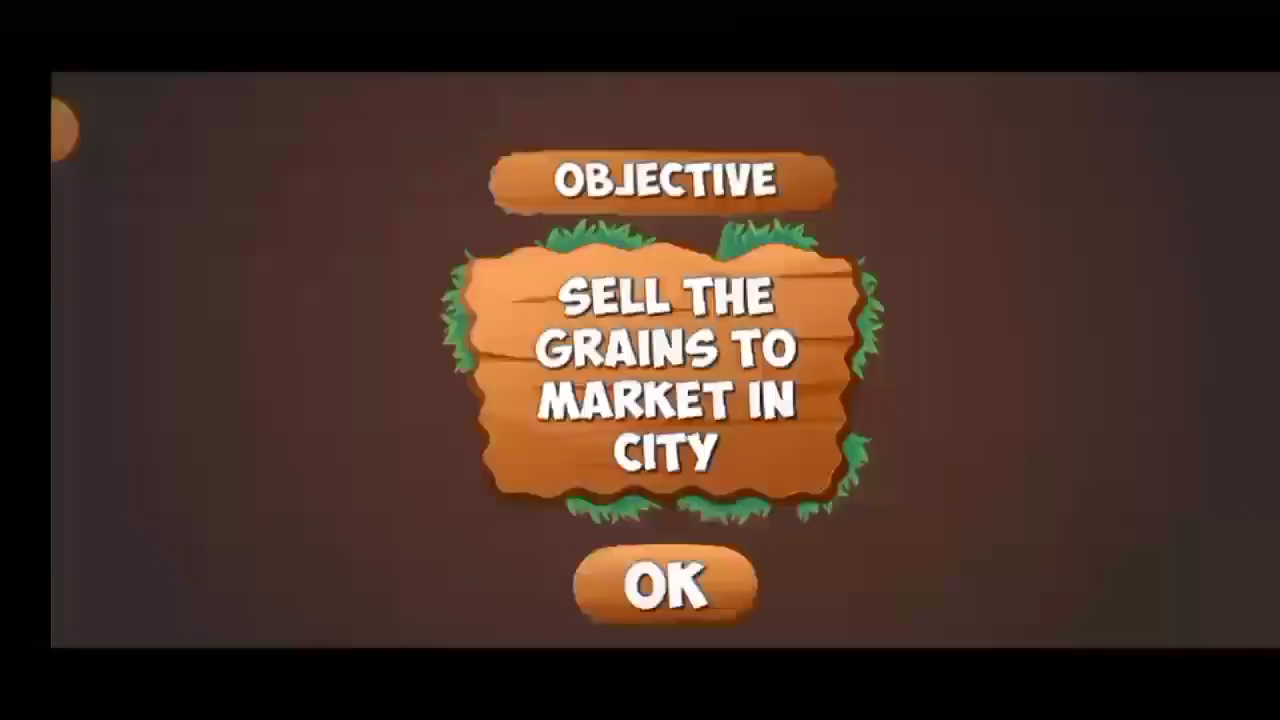 OBJECTIVE
SELL THE
GRAINS TO
MARKET IN
CITY
OK